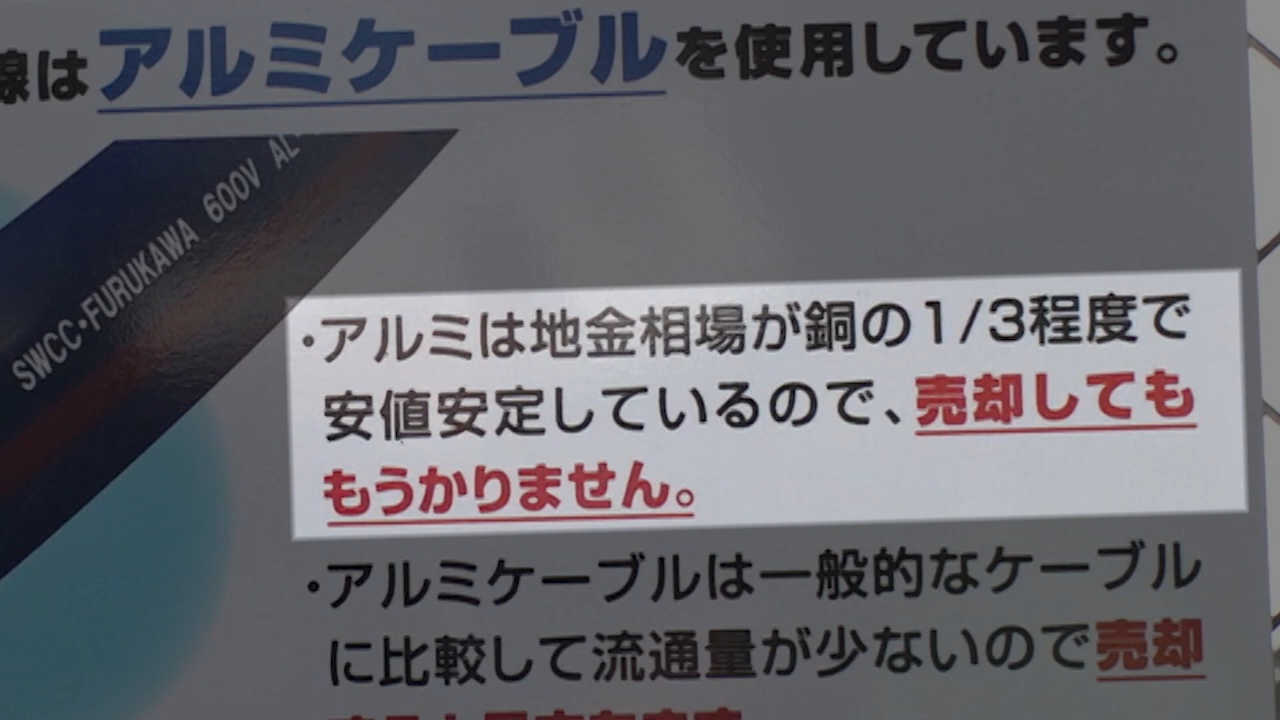 線はアルミケーブルを使用しています。
SWCC・FURUKAWA 600V AL
・アルミは地金相場が銅の1/3程度で
安値安定しているので、売却しても
もうかりません。
・アルミケーブルは一般的なケーブル
に比較して流通量が少ないので売却